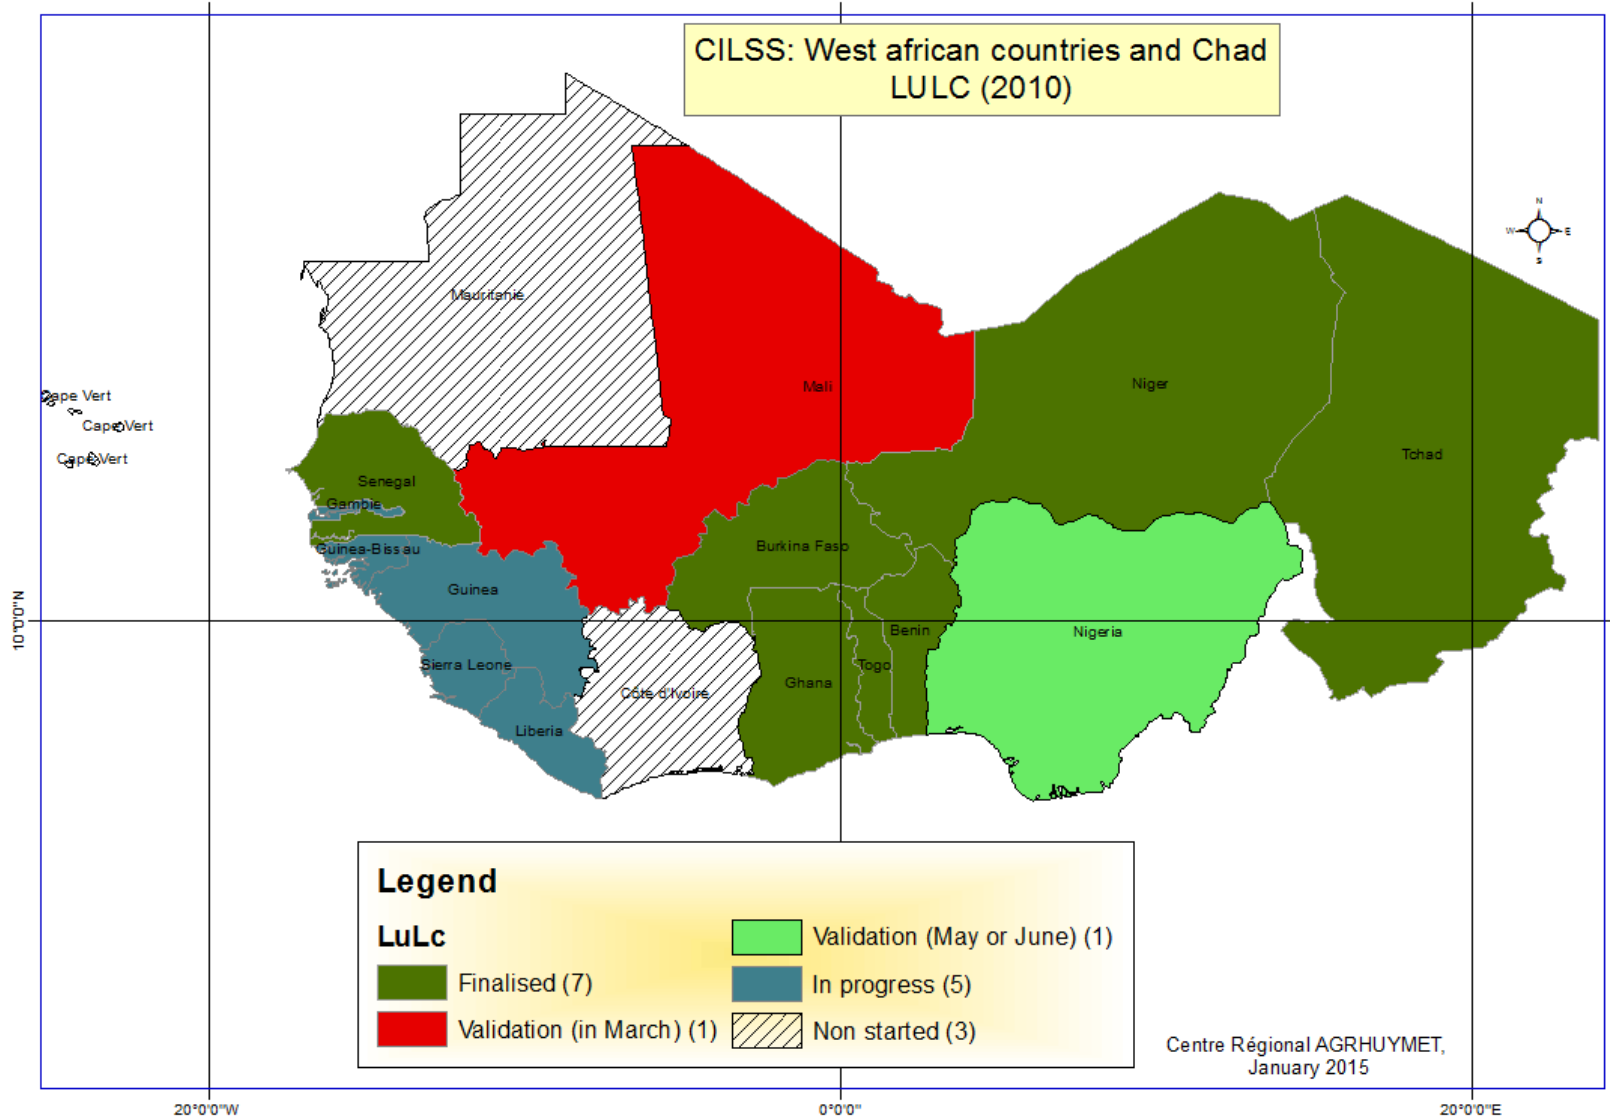 CILSS: West african countries and Chad
LULC (2010)
N
W
E
S
Mauritanie
Mali
Niger
Tchad
Cape Vert
Cape Vert
Cape Vert
Senegal
Gambie
Guinea-Bissau
Guinea
Sierra Leone
Liberia
Côte d'Ivoire
Burkina Faso
Ghana
Togo
Benin
Nigeria
10°0'0"N
Legend
LuLc
Finalised (7)
Validation (in March) (1)
Validation (May or June) (1)
In progress (5)
Non started (3)
Centre Régional AGRHUYMET,
January 2015
20°0'0"W
0°0'0"
20°0'0"E